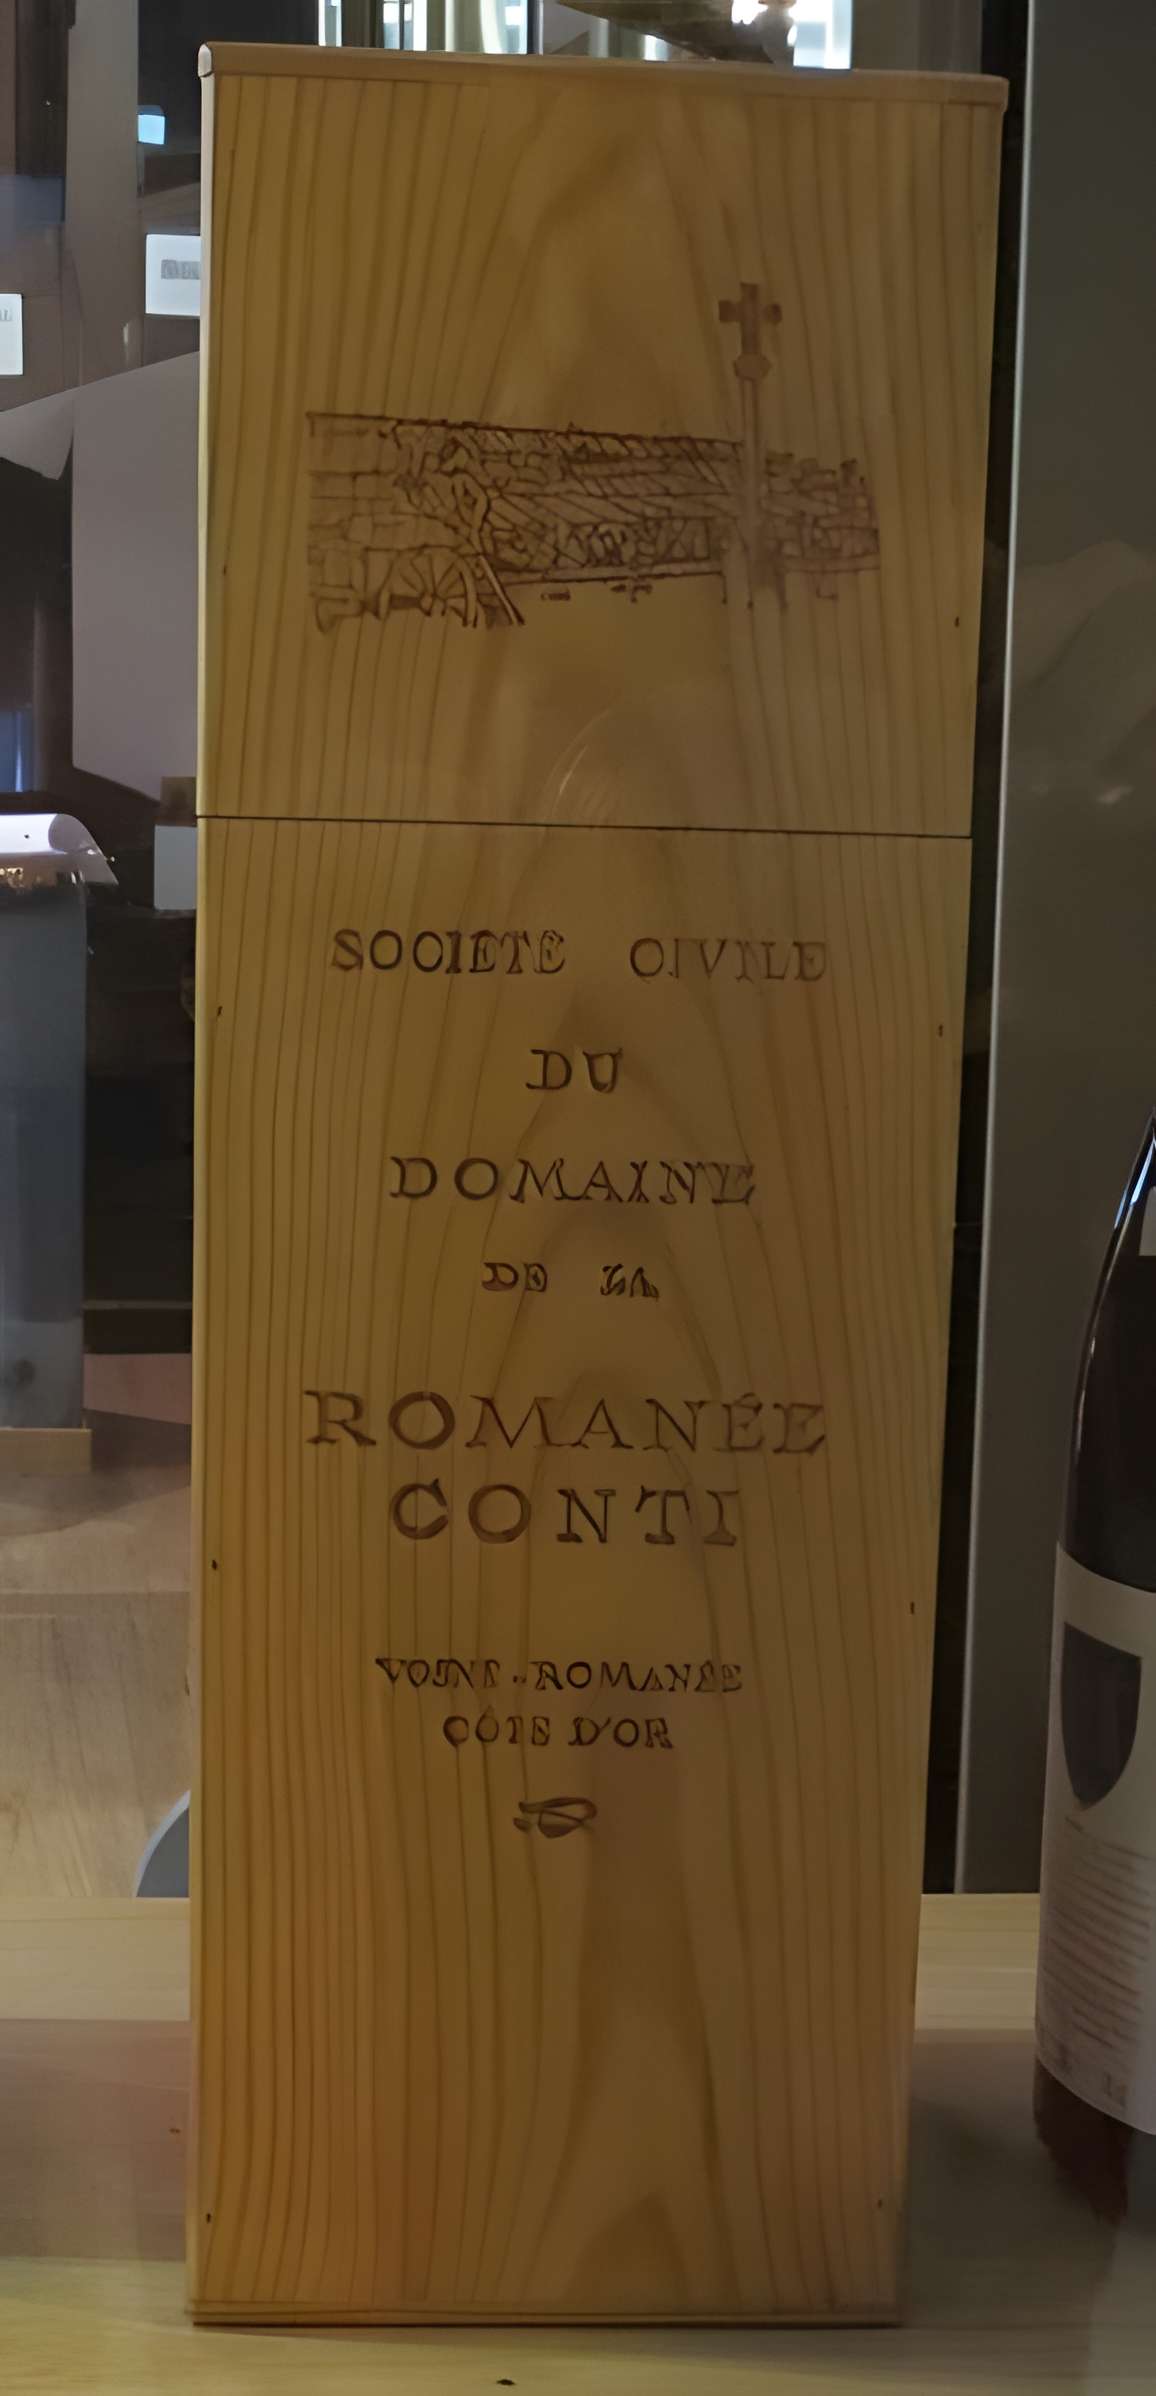 SOCIETE CIVILE
DU
DOMAINE
DE LA
ROMANÉE
CONTI
VOSNE-ROMANÉE
CÔTE D'OR